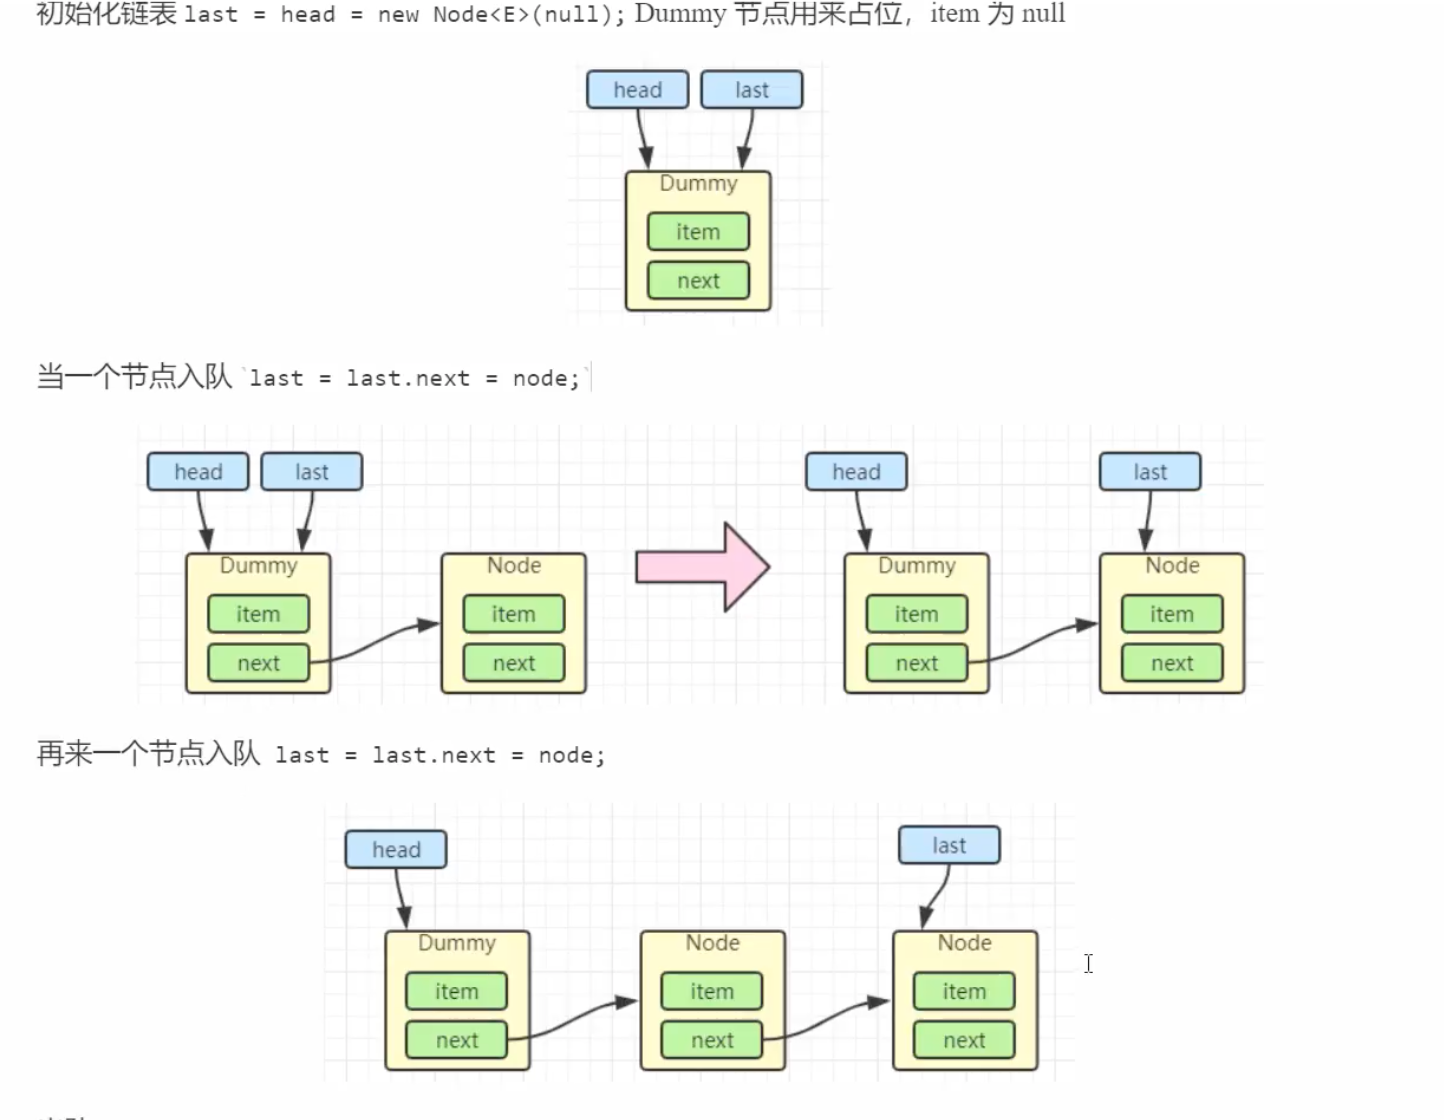 初始化链表 last = head = new Node<E>(null); Dummy 节点用来占位，item 为 null
head last
Dummy
item
next
当一个节点入队 `last = last.next = node;`
head last head last
Dummy Node Dummy Node
item item item item
next next next next
再来一个节点入队 last = last.next = node;
head last
Dummy Node Node
item item item
next next next